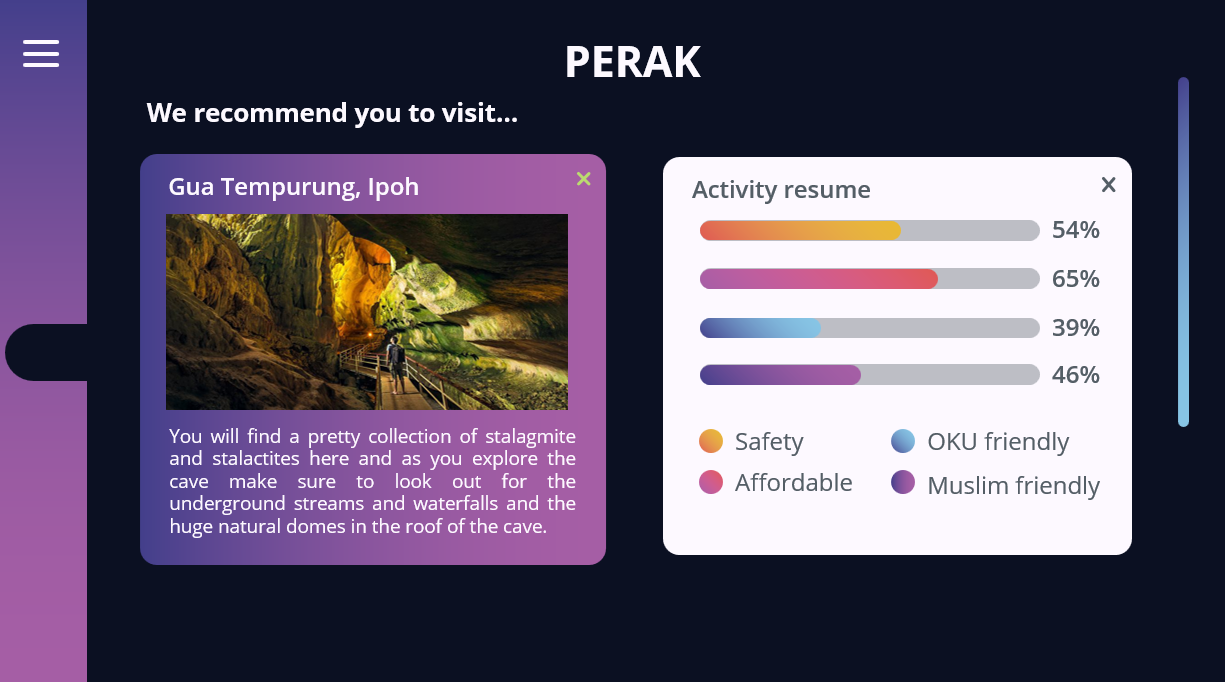 PERAK
We recommend you to visit...
Gua Tempurung, Ipoh
You will find a pretty collection of stalagmite
and stalactites here and as you explore the
cave make sure to look out for the
underground streams and waterfalls and the
huge natural domes in the roof of the cave.
Activity resume
54%
65%
39%
46%
Safety
OKU friendly
Affordable
Muslim friendly